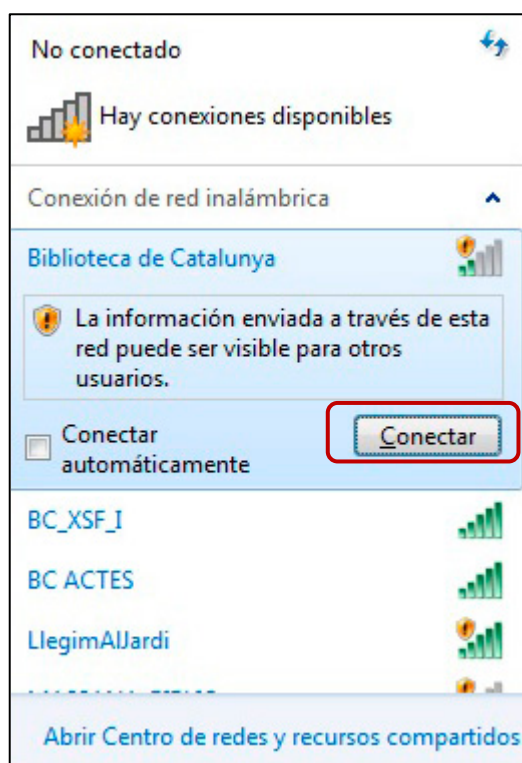 No conectado
Hay conexiones disponibles
Conexión de red inalámbrica
Biblioteca de Catalunya
La información enviada a través de esta
red puede ser visible para otros
usuarios.
Conectar
automáticamente
Conectar
BC_XSF_I
BC ACTES
LlegimAlJardi
Abrir Centro de redes y recursos compartidos